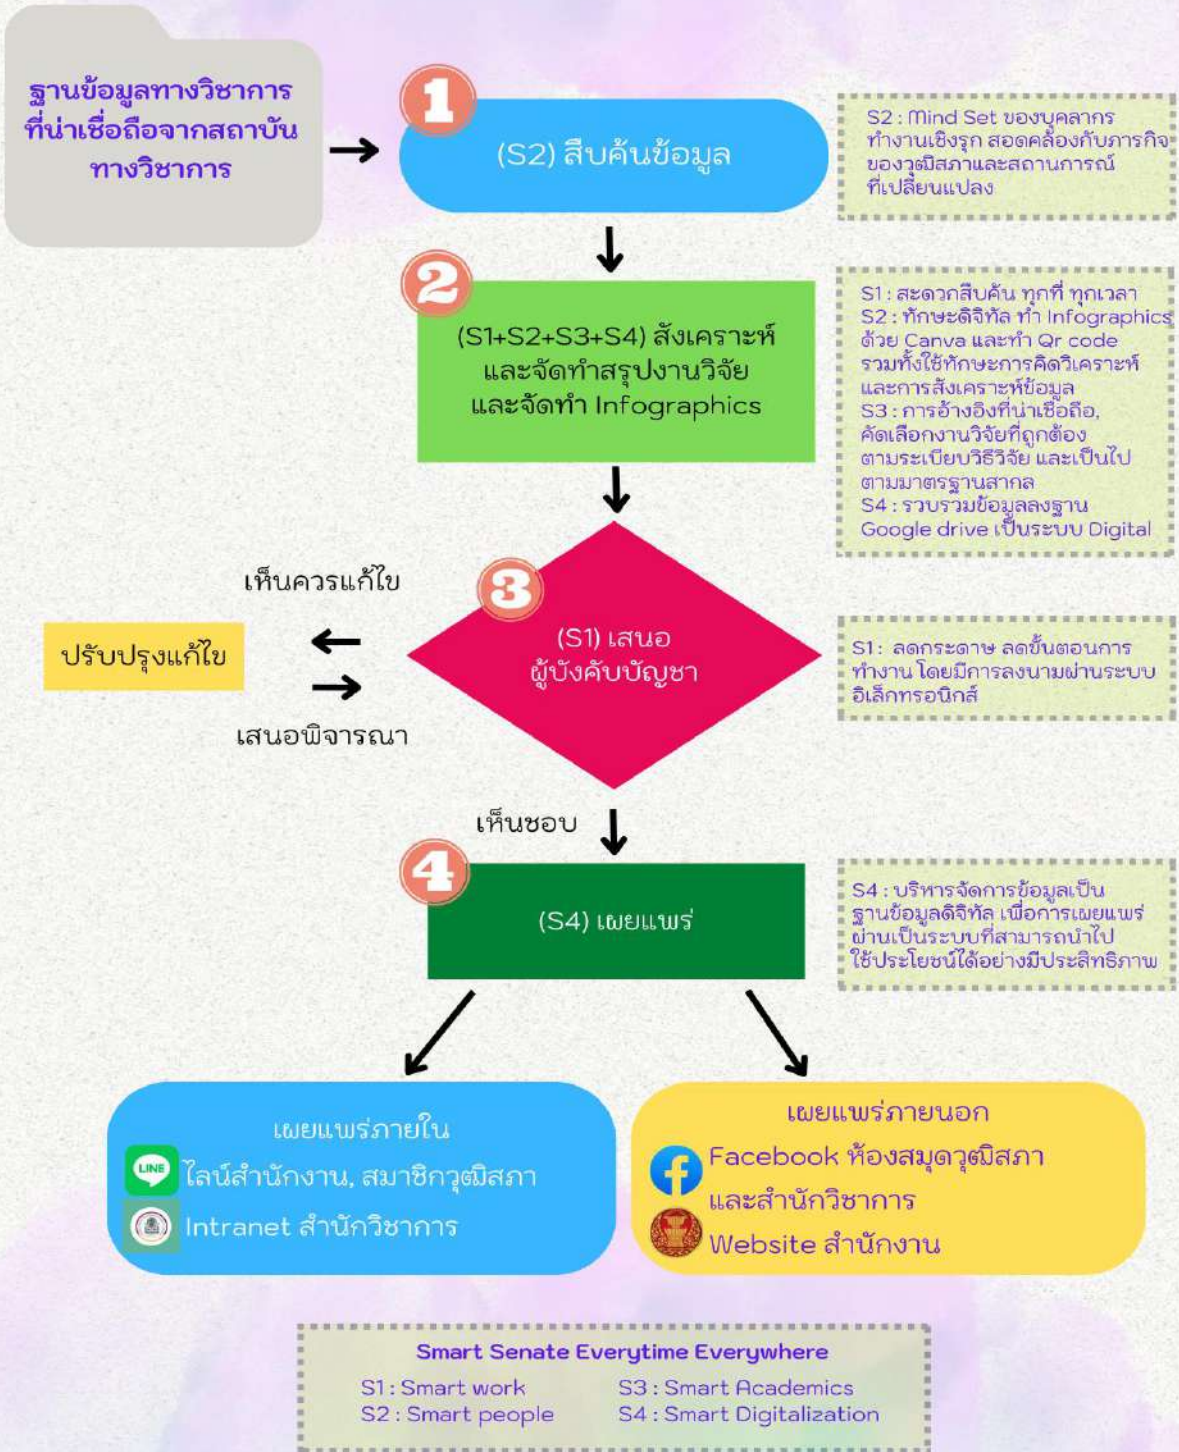 ฐานข้อมูลทางวิชาการ
ที่น่าเชื่อถือจากสถาบัน
ทางวิชาการ
1
(S2) สืบค้นข้อมูล
S2 : Mind Set ของบุคลากร
ทำงานเชิงรุก สอดคล้องกับภารกิจ
ของวุฒิสภาและสถานการณ์
ที่เปลี่ยนแปลง
2
(S1+S2+S3+S4) สังเคราะห์
และจัดทำสรุปงานวิจัย
และจัดทำ Infographics
S1 : สะดวกสืบค้น ทุกที่ ทุกเวลา
S2 : ทักษะดิจิทัล ทำ Infographics
ด้วย Canva และทำ Qr code
รวมทั้งใช้ทักษะการคิดวิเคราะห์
และการสังเคราะห์ข้อมูล
S3 : การอ้างอิงที่น่าเชื่อถือ,
คัดเลือกงานวิจัยที่ถูกต้อง
ตามระเบียบวิธีวิจัย และเป็นไป
ตามมาตรฐานสากล
S4 : รวบรวมข้อมูลลงฐาน
Google drive เป็นระบบ Digital
3
(S1) เสนอ
ผู้บังคับบัญชา
เห็นควรแก้ไข
ปรับปรุงแก้ไข
เสนอพิจารณา
S1 : ลดกระดาษ ลดขั้นตอนการ
ทำงาน โดยมีการลงนามผ่านระบบ
อิเล็กทรอนิกส์
เห็นชอบ
4
(S4) เผยแพร่
S4 : บริหารจัดการข้อมูลเป็น
ฐานข้อมูลดิจิทัล เพื่อการเผยแพร่
ผ่านเป็นระบบที่สามารถนำไป
ใช้ประโยชน์ได้อย่างมีประสิทธิภาพ
เผยแพร่ภายใน
LINE
ไลน์สำนักงาน, สมาชิกวุฒิสภา
Intranet สำนักวิชาการ
เผยแพร่ภายนอก
Facebook ห้องสมุดวุฒิสภา
และสำนักวิชาการ
Website สำนักงาน
Smart Senate Everytime Everywhere
S1 : Smart work
S2 : Smart people
S3 : Smart Academics
S4 : Smart Digitalization